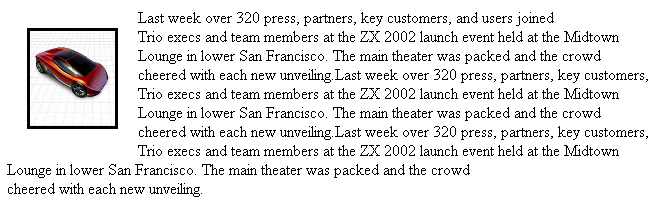 Last week over 320 press, partners, key customers, and users joined
Trio execs and team members at the ZX 2002 launch event held at the Midtown
Lounge in lower San Francisco. The main theater was packed and the crowd
cheered with each new unveiling.Last week over 320 press, partners, key customers,
Trio execs and team members at the ZX 2002 launch event held at the Midtown
Lounge in lower San Francisco. The main theater was packed and the crowd
cheered with each new unveiling.Last week over 320 press, partners, key customers,
Trio execs and team members at the ZX 2002 launch event held at the Midtown
Lounge in lower San Francisco. The main theater was packed and the crowd
cheered with each new unveiling.